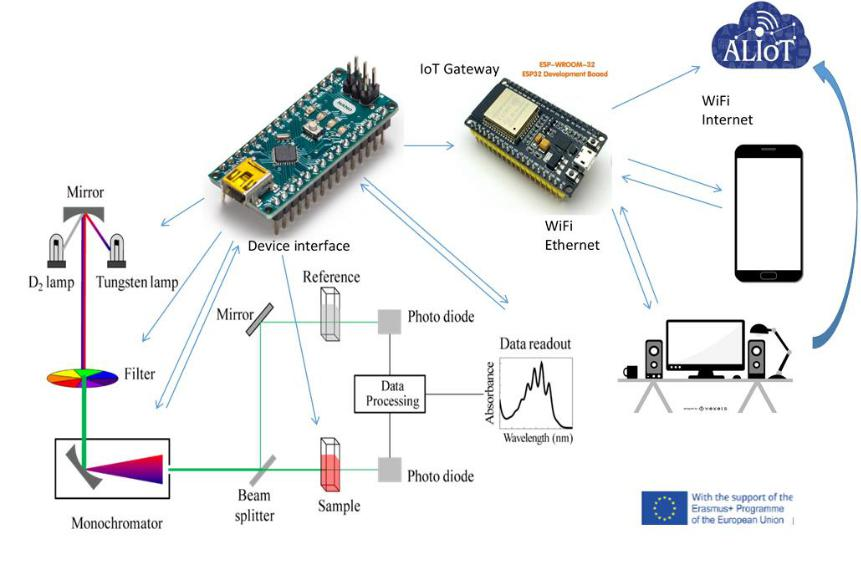 ALIoT
IoT Gateway
ESP-WROOM-32
ESP32 Development Board
WiFi
Internet
NANO
Mirror
WiFi
Ethernet
Device interface
D2 lamp
Tungsten lamp
Reference
Mirror
Photo diode
Data readout
Filter
Data
Processing
Absorbance
Wavelength (nm)
Photo diode
Beam
splitter
Sample
Monochromator
With the support of the
Erasmus+ Programme
of the European Union